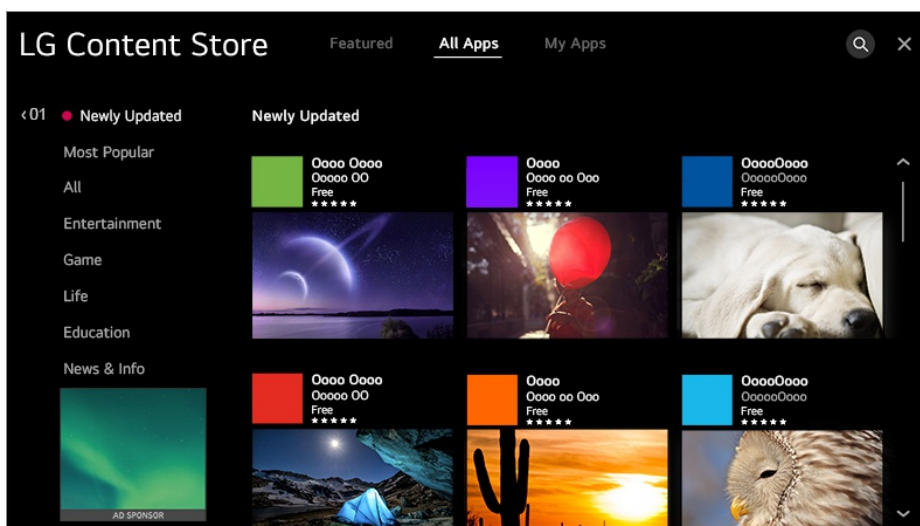 LG Content Store
Featured
All Apps
My Apps
‹01
Newly Updated
Most Popular
All
Entertainment
Game
Life
Education
News & Info
AD SPONSOR
Newly Updated
Oooo Oooo
Ooooo OO
Free
★★★★★
Oooo
Oooo oo Ooo
Free
★★★★★
OoooOooo
OooooOooo
Free
★★★★★
Oooo Oooo
Ooooo OO
Free
★★★★★
Oooo
Oooo oo Ooo
Free
★★★★★
OoooOooo
OooooOooo
Free
★★★★★